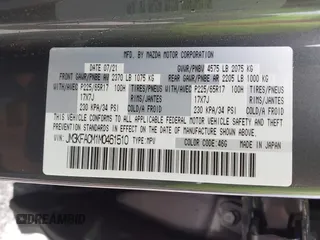 MFD. BY MAZDA MOTOR CORPORATION
DATE 07/21 GVWR/PNBV 4575 LB 2075 KG
FRONT GAWR/PNBE AV 2370 LB 1075 KG REAR GAWR/PNBE AR 2205 LB 1000 KG
WITH/AVEC P225/65R17 100H TIRES/PNEUS WITH/AVEC P225/65R17 100H TIRES/PNEUS
17X7J RIMS/JANTES 17X7J RIMS/JANTES
230 KPA/34 PSI COLD/A FROID 230 KPA/34 PSI COLD/A FROID
THIS VEHICLE CONFORMS TO ALL APPLICABLE FEDERAL MOTOR VEHICLE SAFETY
STANDARDS IN EFFECT ON THE DATE OF MANUFACTURE SHOWN ABOVE.
COLOR CODE: 46G
VIN: JM3KFACM1M0461510 TYPE: MPV MADE IN JAPAN
DREAMBID